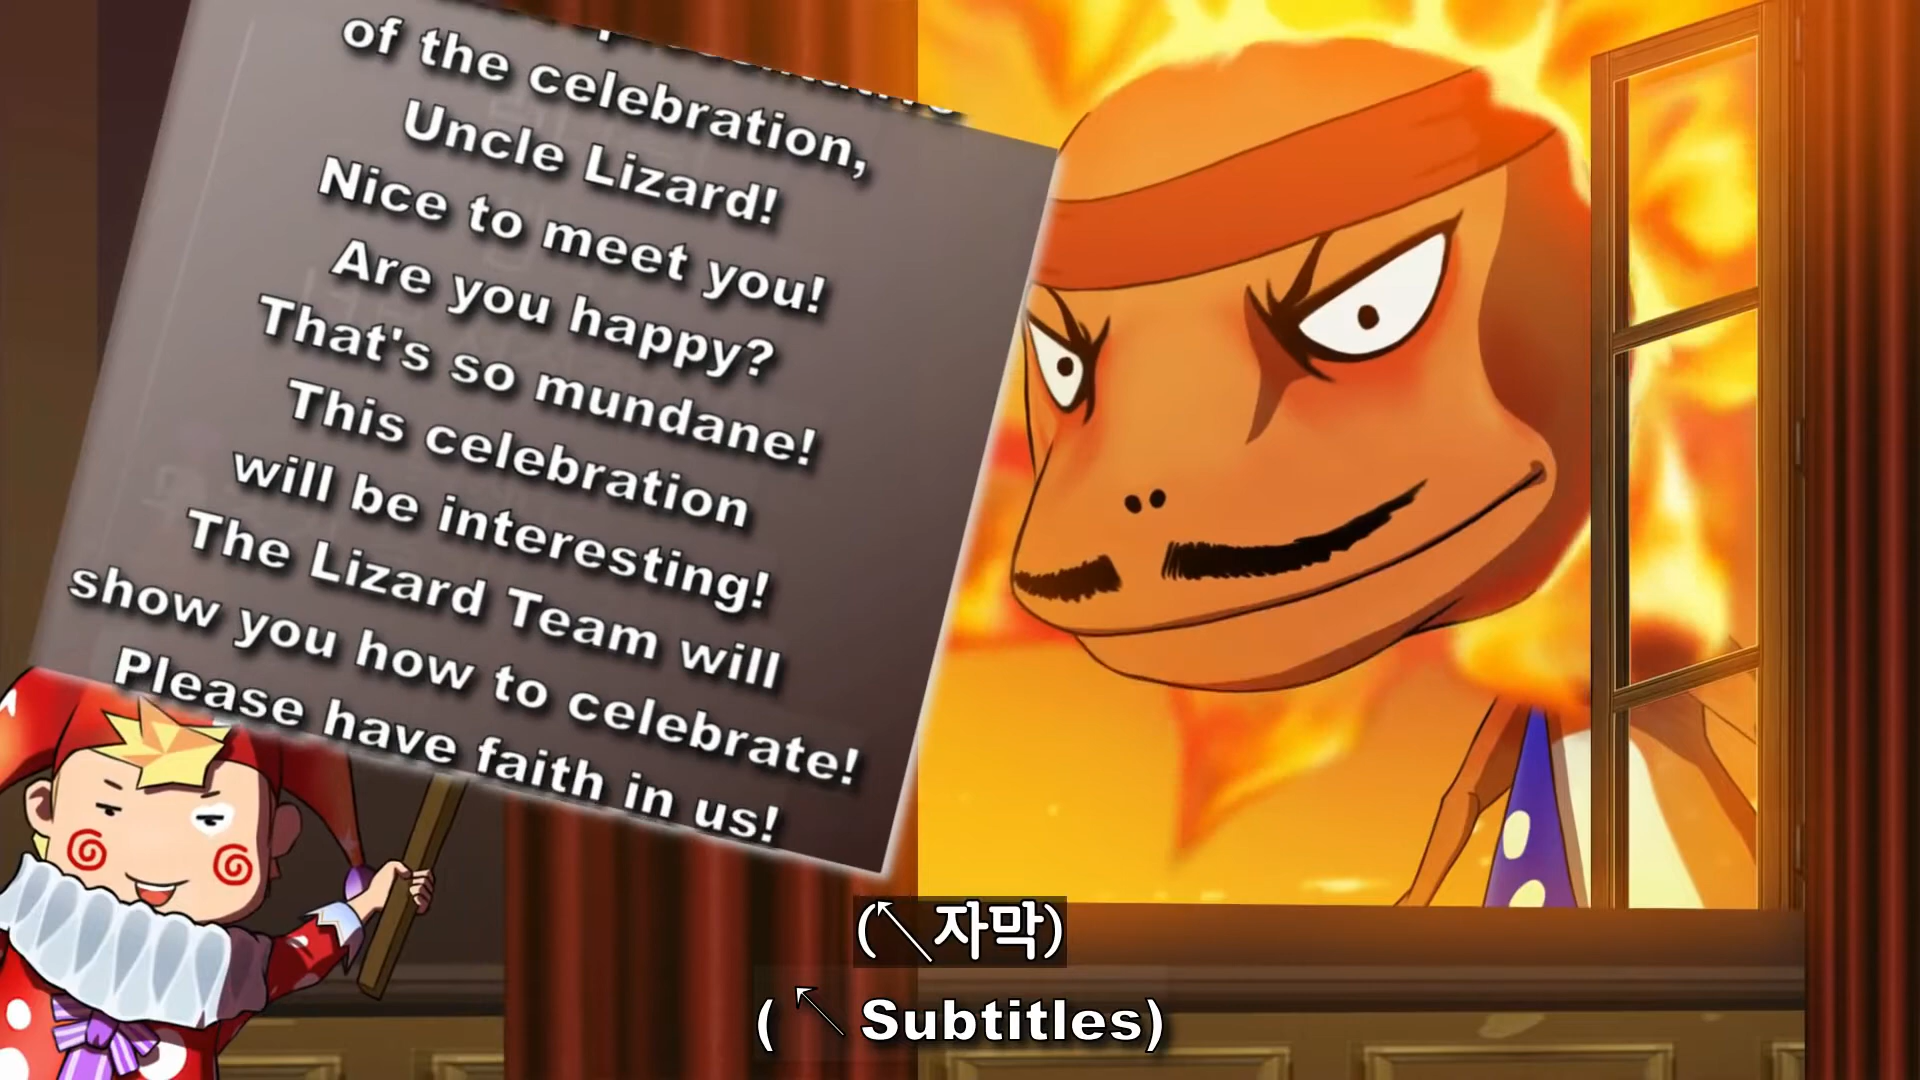 of the celebration,
Uncle Lizard!
Nice to meet you!
Are you happy?
That's so mundane!
This celebration
will be interesting!
The Lizard Team will
show you how to celebrate!
Please have faith in us!
(↖자막)
(↖ Subtitles)